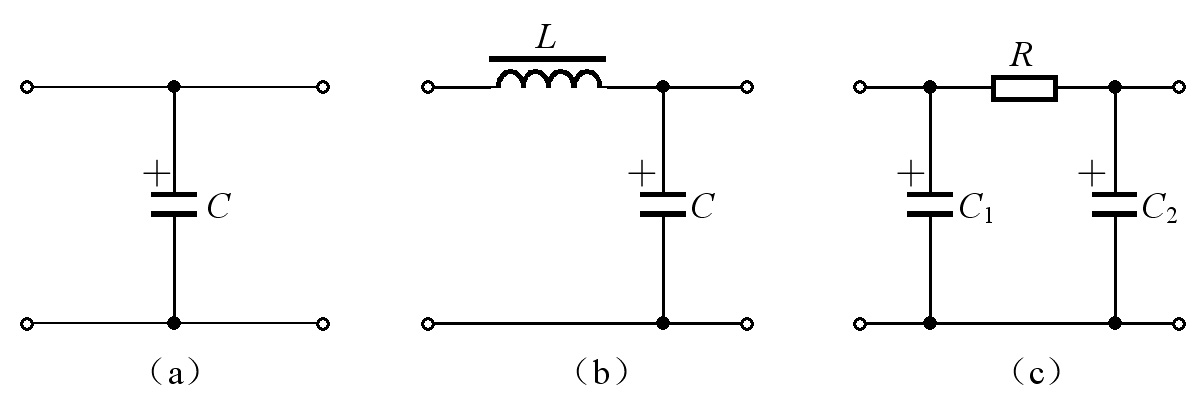 L
R
+
C
+
C
+
C₁
+
C₂
（a）
（b）
（c）